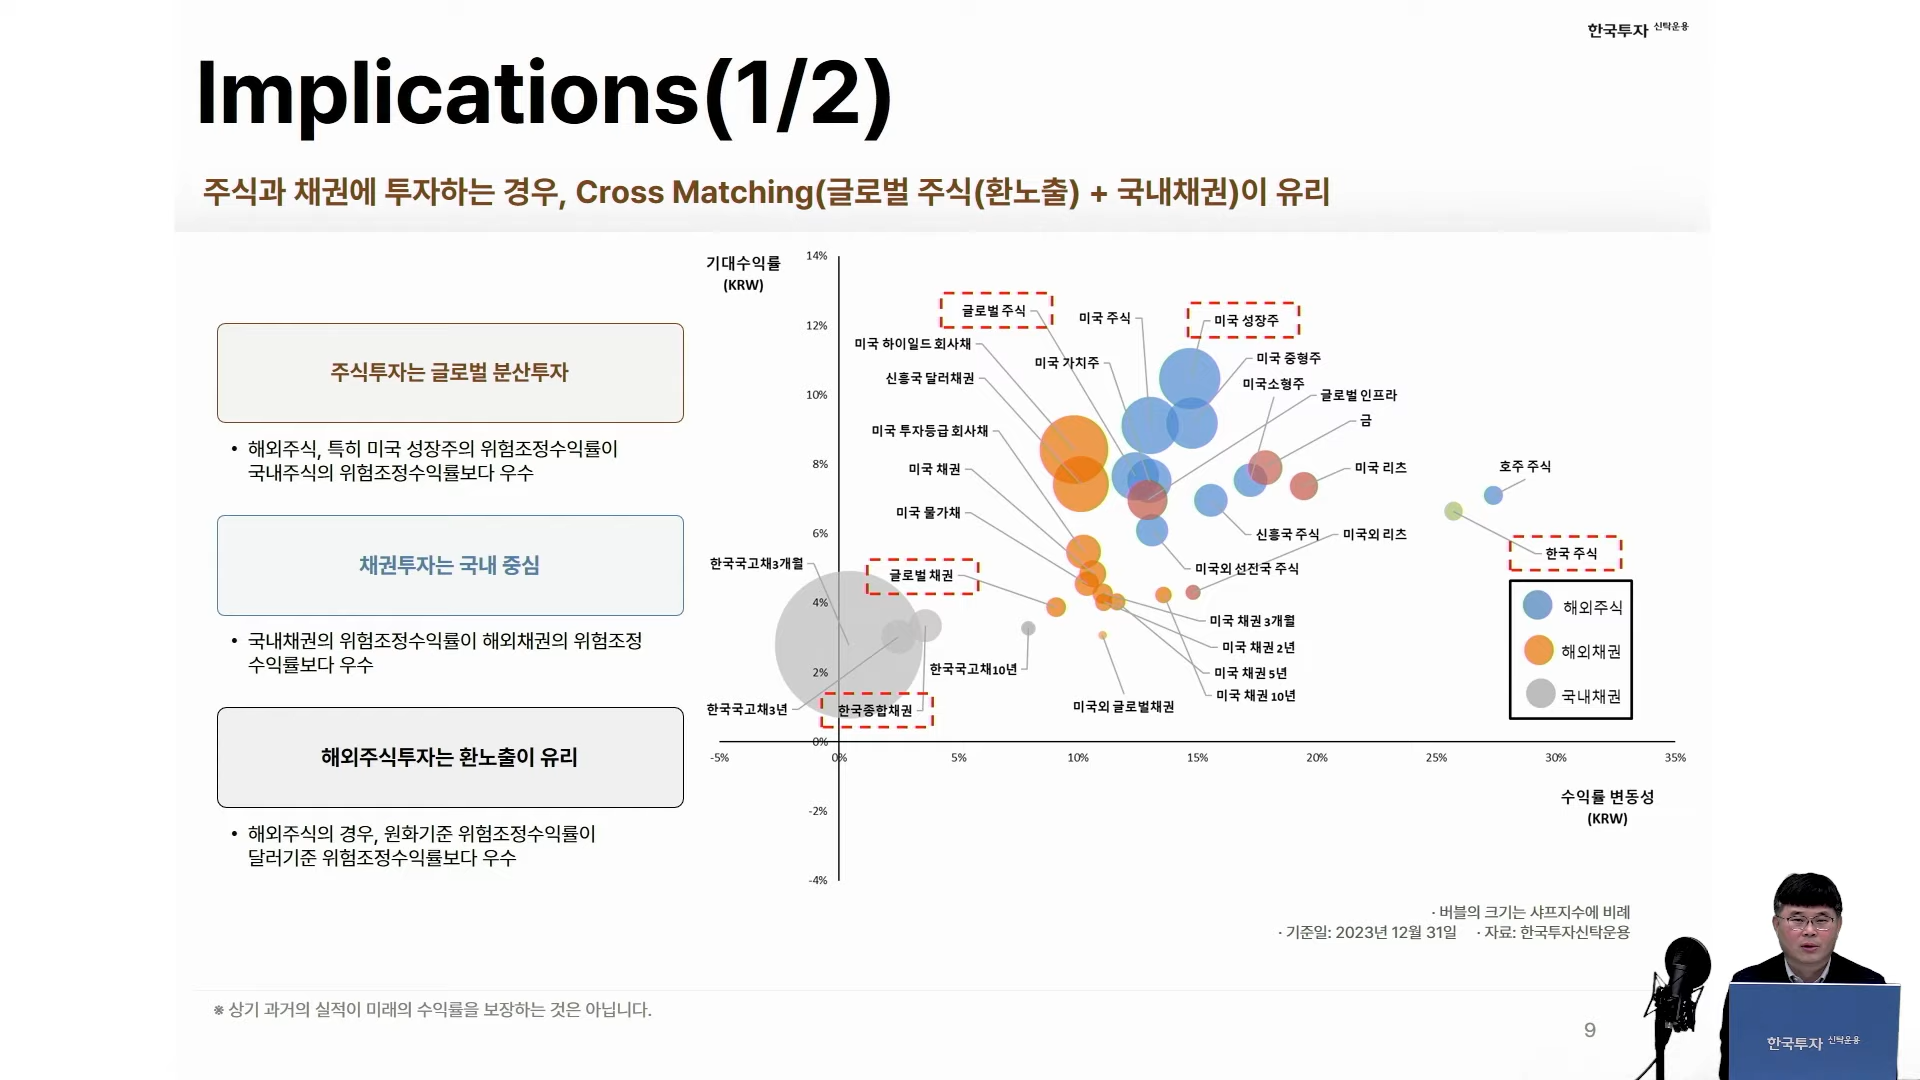 한국투자 신탁운용
Implications(1/2)
주식과 채권에 투자하는 경우, Cross Matching(글로벌 주식(환노출) + 국내채권)이 유리
주식투자는 글로벌 분산투자
• 해외주식, 특히 미국 성장주의 위험조정수익률이
국내주식의 위험조정수익률보다 우수
채권투자는 국내 중심
• 국내채권의 위험조정수익률이 해외채권의 위험조정
수익률보다 우수
해외주식투자는 환노출이 유리
• 해외주식의 경우, 원화기준 위험조정수익률이
달러기준 위험조정수익률보다 우수
기대수익률
(KRW)
14%
12%
10%
8%
6%
4%
2%
0%
-2%
-4%
글로벌 주식
미국 주식
미국 성장주
미국 하이일드 회사채
미국 가치주
미국 중형주
신흥국 달러채권
미국소형주
글로벌 인프라
금
미국 투자등급 회사채
미국 채권
미국 리츠
호주 주식
미국 물가채
신흥국 주식
미국외 리츠
한국 주식
한국국고채3개월
글로벌 채권
미국외 선진국 주식
미국 채권 3개월
미국 채권 2년
한국국고채10년
미국 채권 5년
미국 채권 10년
한국국고채3년
한국종합채권
미국외 글로벌채권
해외주식
해외채권
국내채권
-5%
0%
5%
10%
15%
20%
25%
30%
35%
수익률 변동성
(KRW)
· 버블의 크기는 샤프지수에 비례
· 기준일: 2023년 12월 31일 · 자료: 한국투자신탁운용
※ 상기 과거의 실적이 미래의 수익률을 보장하는 것은 아닙니다.
9
한국투자 신탁운용